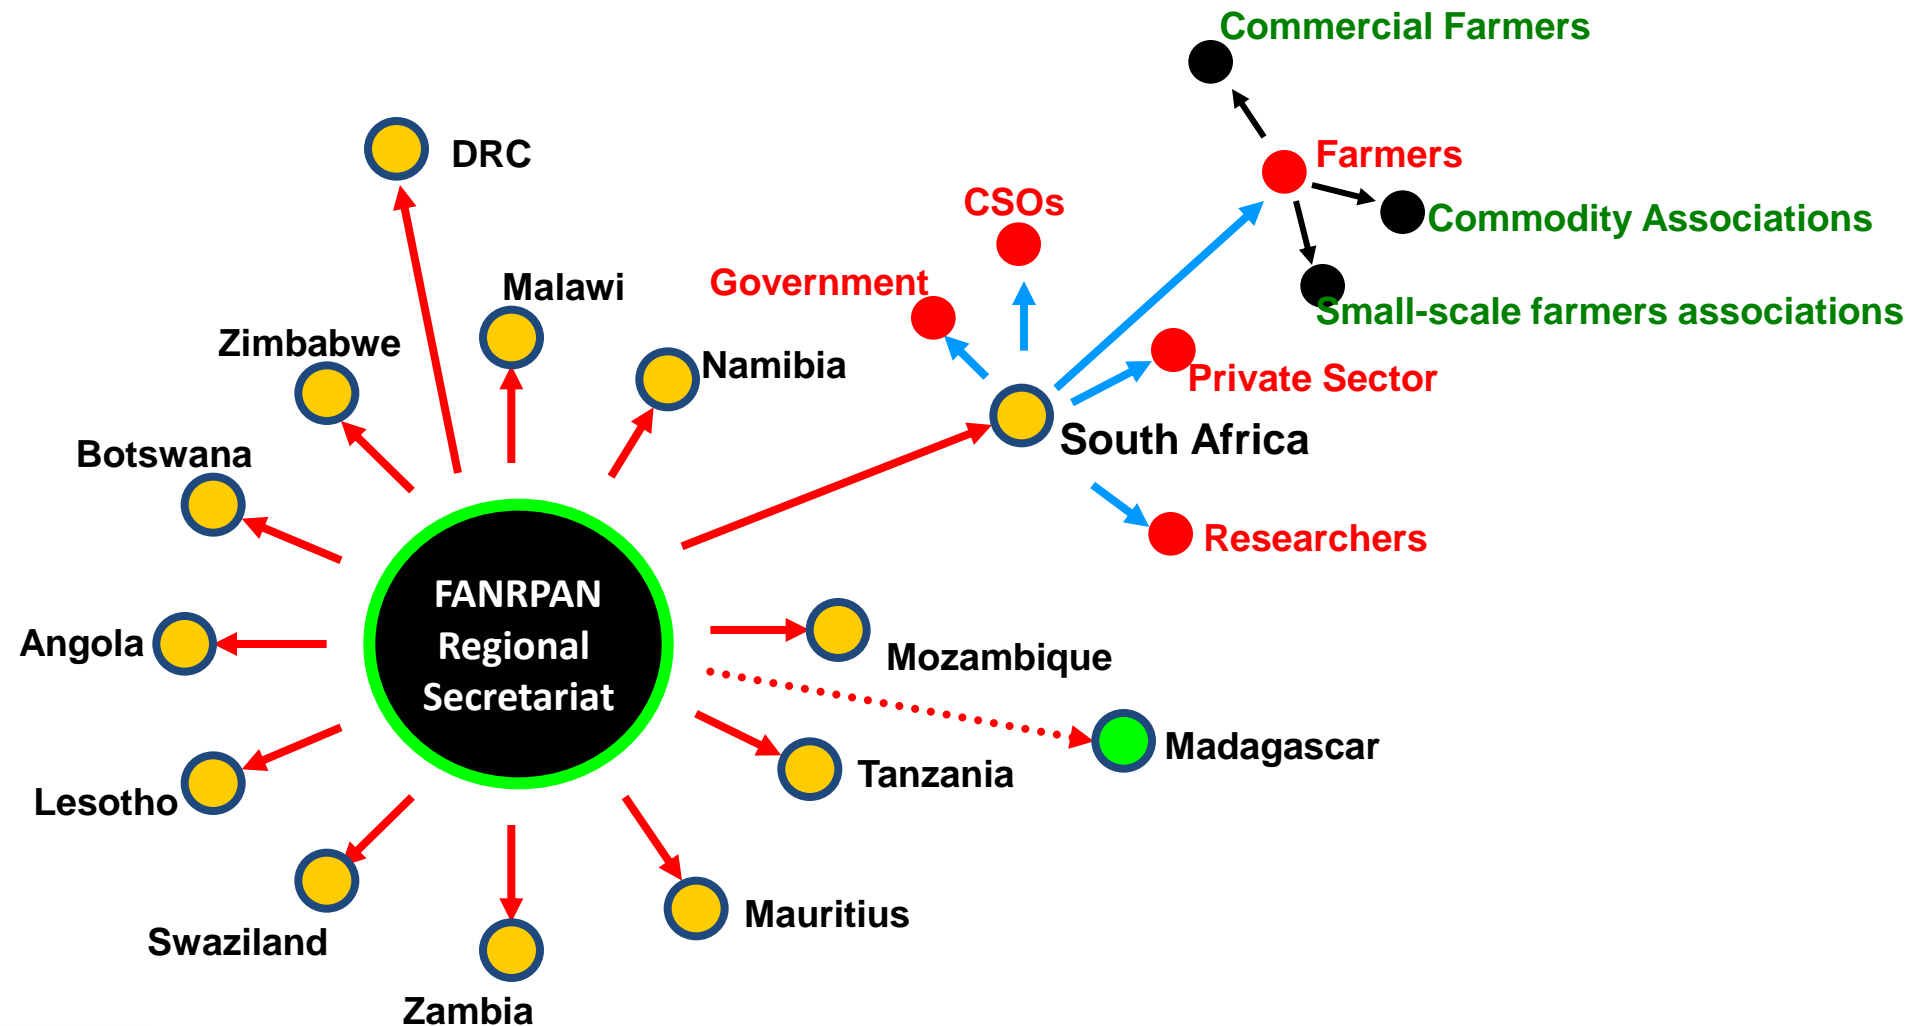 Commercial Farmers
DRC
Farmers
CSOs
Commodity Associations
Malawi
Government
Small-scale farmers associations
Zimbabwe
Namibia
Private Sector
South Africa
Botswana
Researchers
FANRPAN
Regional
Secretariat
Angola
Mozambique
Madagascar
Tanzania
Lesotho
Mauritius
Swaziland
Zambia